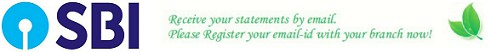 SBI
Receive your statements by email.
Please Register your email-id with your branch now!